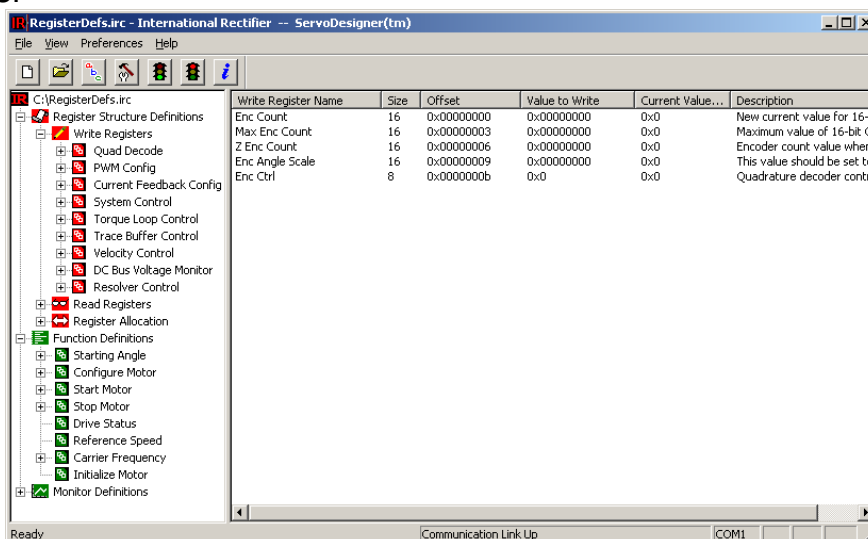 RegisterDefs.irc - International Rectifier -- ServoDesigner(tm)
File View Preferences Help
C:\RegisterDefs.irc
Register Structure Definitions
Write Registers
Quad Decode
PWM Config
Current Feedback Config
System Control
Torque Loop Control
Trace Buffer Control
Velocity Control
DC Bus Voltage Monitor
Resolver Control
Read Registers
Register Allocation
Function Definitions
Starting Angle
Configure Motor
Start Motor
Stop Motor
Drive Status
Reference Speed
Carrier Frequency
Initialize Motor
Monitor Definitions
Write Register Name Size Offset Value to Write Current Value... Description
Enc Count 16 0x00000000 0x00000000 0x0 New current value for 16-
Max Enc Count 16 0x00000003 0x00000000 0x0 Maximum value of 16-bit
Z Enc Count 16 0x00000006 0x00000000 0x0 Encoder count value when
Enc Angle Scale 16 0x00000009 0x00000000 0x0 This value should be set to
Enc Ctrl 8 0x0000000b 0x0 0x0 Quadrature decoder contr
Ready Communication Link Up COM1